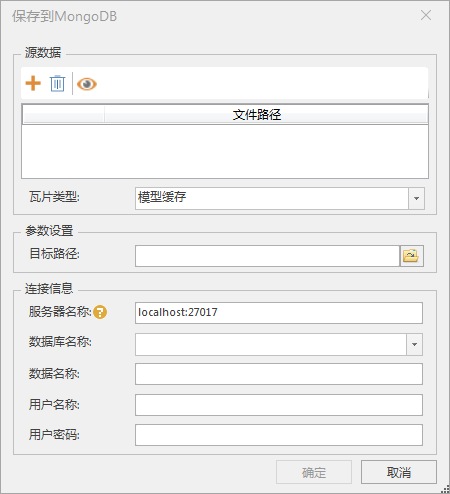 保存到MongoDB
源数据
文件路径
瓦片类型:
模型缓存
参数设置
目标路径:
连接信息
服务器名称:
?
localhost:27017
数据库名称:
数据名称:
用户名称:
用户密码:
确定
取消